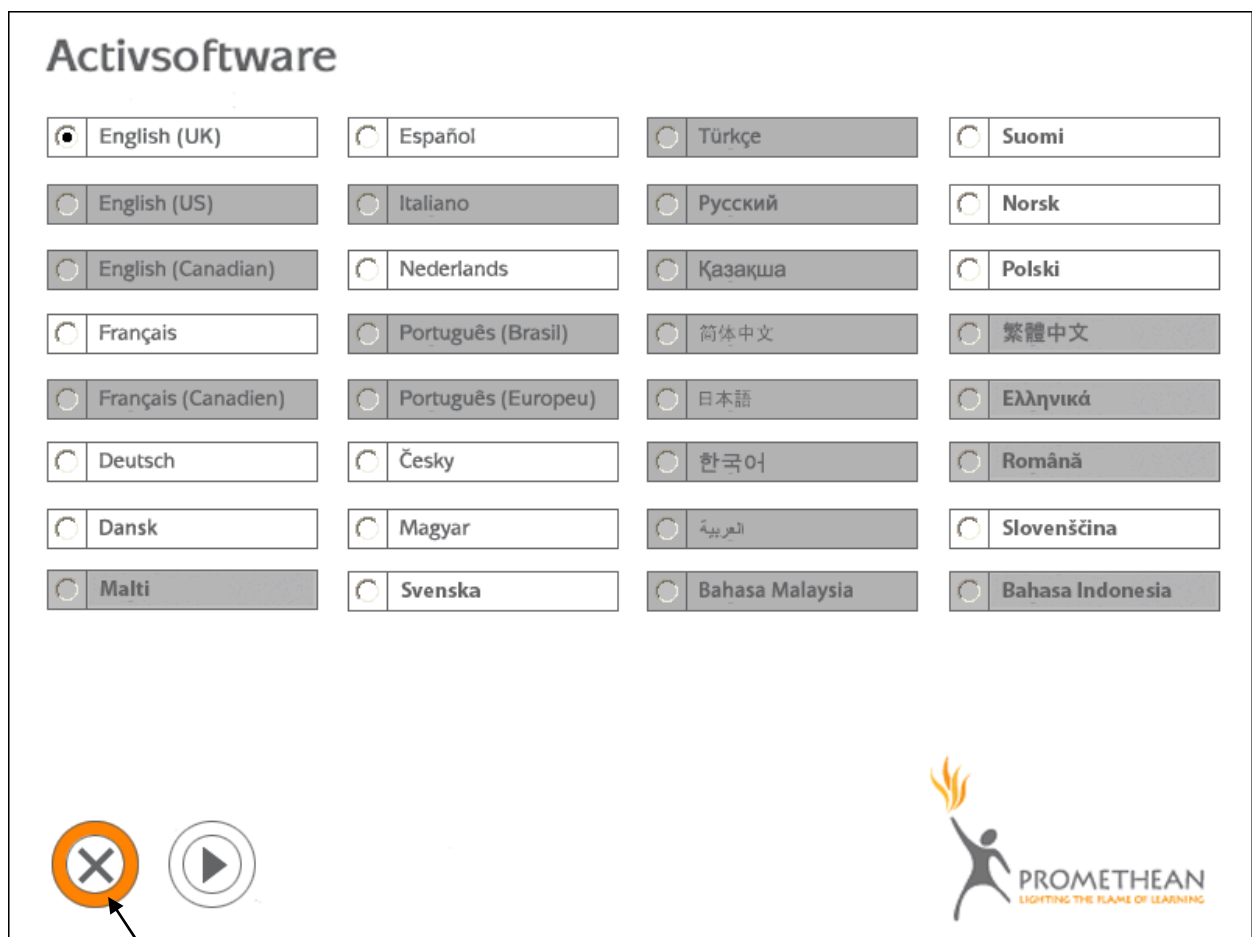 Activsoftware
English (UK)
Español
Türkçe
Suomi
English (US)
Italiano
Русский
Norsk
English (Canadian)
Nederlands
Қазақша
Polski
Français
Português (Brasil)
简体中文
繁體中文
Français (Canadien)
Português (Europeu)
日本語
Ελληνικά
Deutsch
Česky
한국어
Română
Dansk
Magyar
العربية
Slovenščina
Malti
Svenska
Bahasa Malaysia
Bahasa Indonesia
PROMETHEAN
LIGHTING THE FLAME OF LEARNING